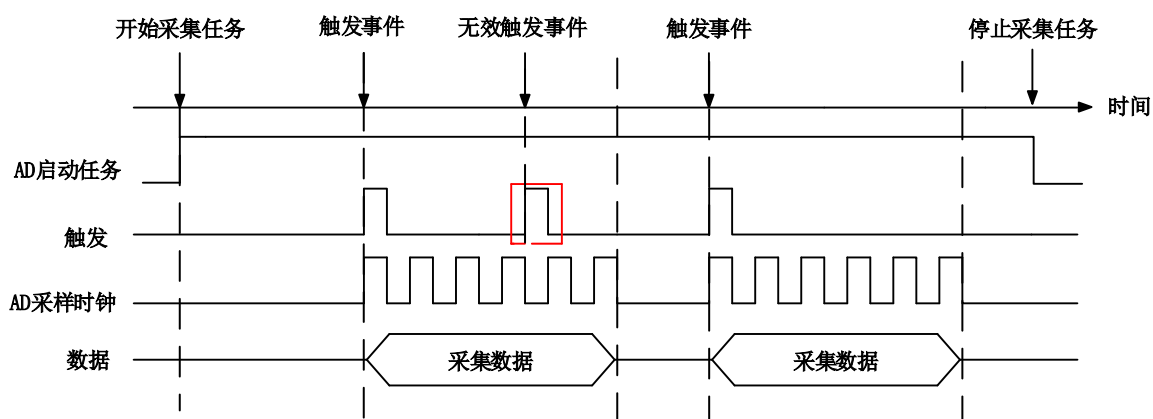 开始采集任务
触发事件
无效触发事件
触发事件
停止采集任务
时间
AD启动任务
触发
AD采样时钟
数据
采集数据
采集数据